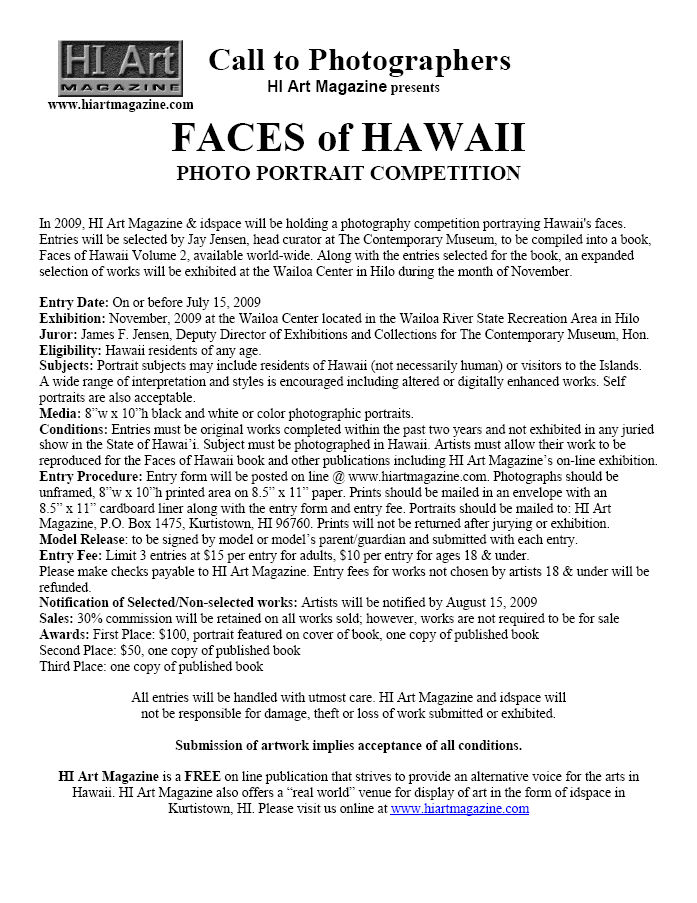 HI Art
MAGAZINE
www.hiartmagazine.com
Call to Photographers
HI Art Magazine presents
FACES of HAWAII
PHOTO PORTRAIT COMPETITION
In 2009, HI Art Magazine & idspace will be holding a photography competition portraying Hawaii's faces.
Entries will be selected by Jay Jensen, head curator at The Contemporary Museum, to be compiled into a book,
Faces of Hawaii Volume 2, available world-wide. Along with the entries selected for the book, an expanded
selection of works will be exhibited at the Wailoa Center in Hilo during the month of November.
Entry Date: On or before July 15, 2009
Exhibition: November, 2009 at the Wailoa Center located in the Wailoa River State Recreation Area in Hilo
Juror: James F. Jensen, Deputy Director of Exhibitions and Collections for The Contemporary Museum, Hon.
Eligibility: Hawaii residents of any age.
Subjects: Portrait subjects may include residents of Hawaii (not necessarily human) or visitors to the Islands.
A wide range of interpretation and styles is encouraged including altered or digitally enhanced works. Self
portraits are also acceptable.
Media: 8”w x 10”h black and white or color photographic portraits.
Conditions: Entries must be original works completed within the past two years and not exhibited in any juried
show in the State of Hawai’i. Subject must be photographed in Hawaii. Artists must allow their work to be
reproduced for the Faces of Hawaii book and other publications including HI Art Magazine’s on-line exhibition.
Entry Procedure: Entry form will be posted on line @ www.hiartmagazine.com. Photographs should be
unframed, 8”w x 10”h printed area on 8.5” x 11” paper. Prints should be mailed in an envelope with an
8.5” x 11” cardboard liner along with the entry form and entry fee. Portraits should be mailed to: HI Art
Magazine, P.O. Box 1475, Kurtistown, HI 96760. Prints will not be returned after jurying or exhibition.
Model Release: to be signed by model or model’s parent/guardian and submitted with each entry.
Entry Fee: Limit 3 entries at $15 per entry for adults, $10 per entry for ages 18 & under.
Please make checks payable to HI Art Magazine. Entry fees for works not chosen by artists 18 & under will be
refunded.
Notification of Selected/Non-selected works: Artists will be notified by August 15, 2009
Sales: 30% commission will be retained on all works sold; however, works are not required to be for sale
Awards: First Place: $100, portrait featured on cover of book, one copy of published book
Second Place: $50, one copy of published book
Third Place: one copy of published book
All entries will be handled with utmost care. HI Art Magazine and idspace will
not be responsible for damage, theft or loss of work submitted or exhibited.
Submission of artwork implies acceptance of all conditions.
HI Art Magazine is a FREE on line publication that strives to provide an alternative voice for the arts in
Hawaii. HI Art Magazine also offers a “real world” venue for display of art in the form of idspace in
Kurtistown, HI. Please visit us online at www.hiartmagazine.com